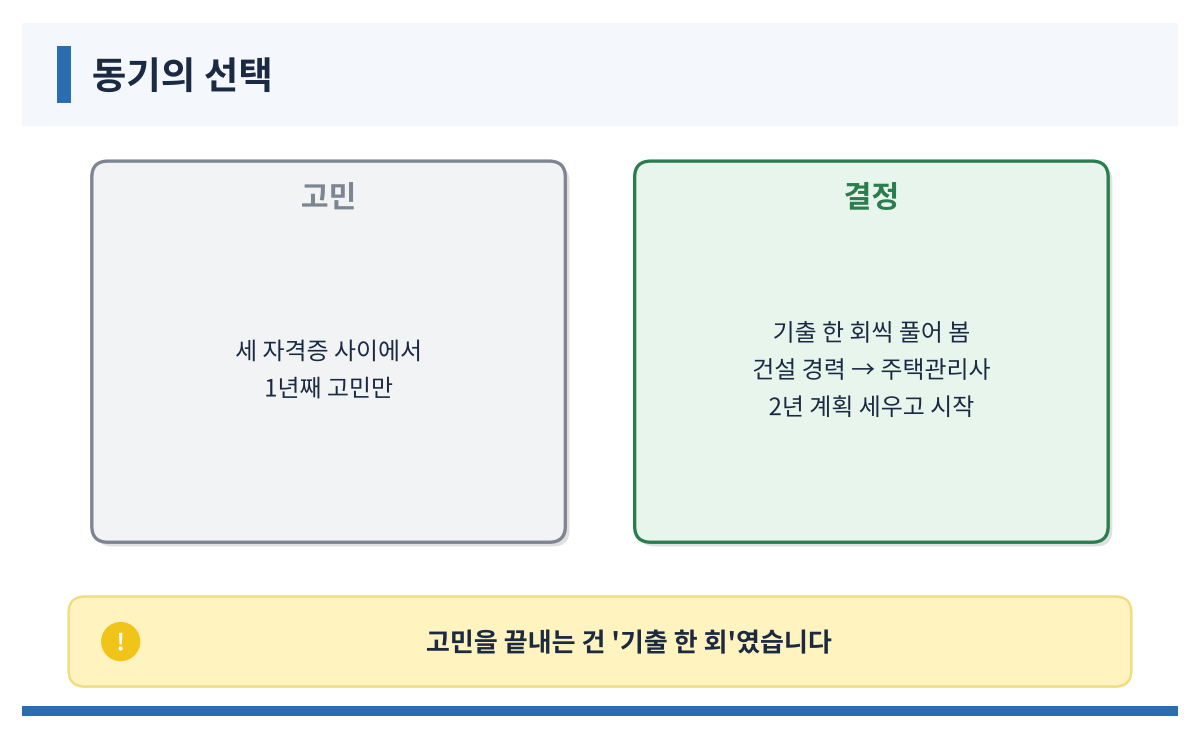 동기의 선택
고민
세 자격증 사이에서
1년째 고민만
결정
기출 한 회씩 풀어 봄
건설 경력 → 주택관리사
2년 계획 세우고 시작
!
고민을 끝내는 건 '기출 한 회'였습니다